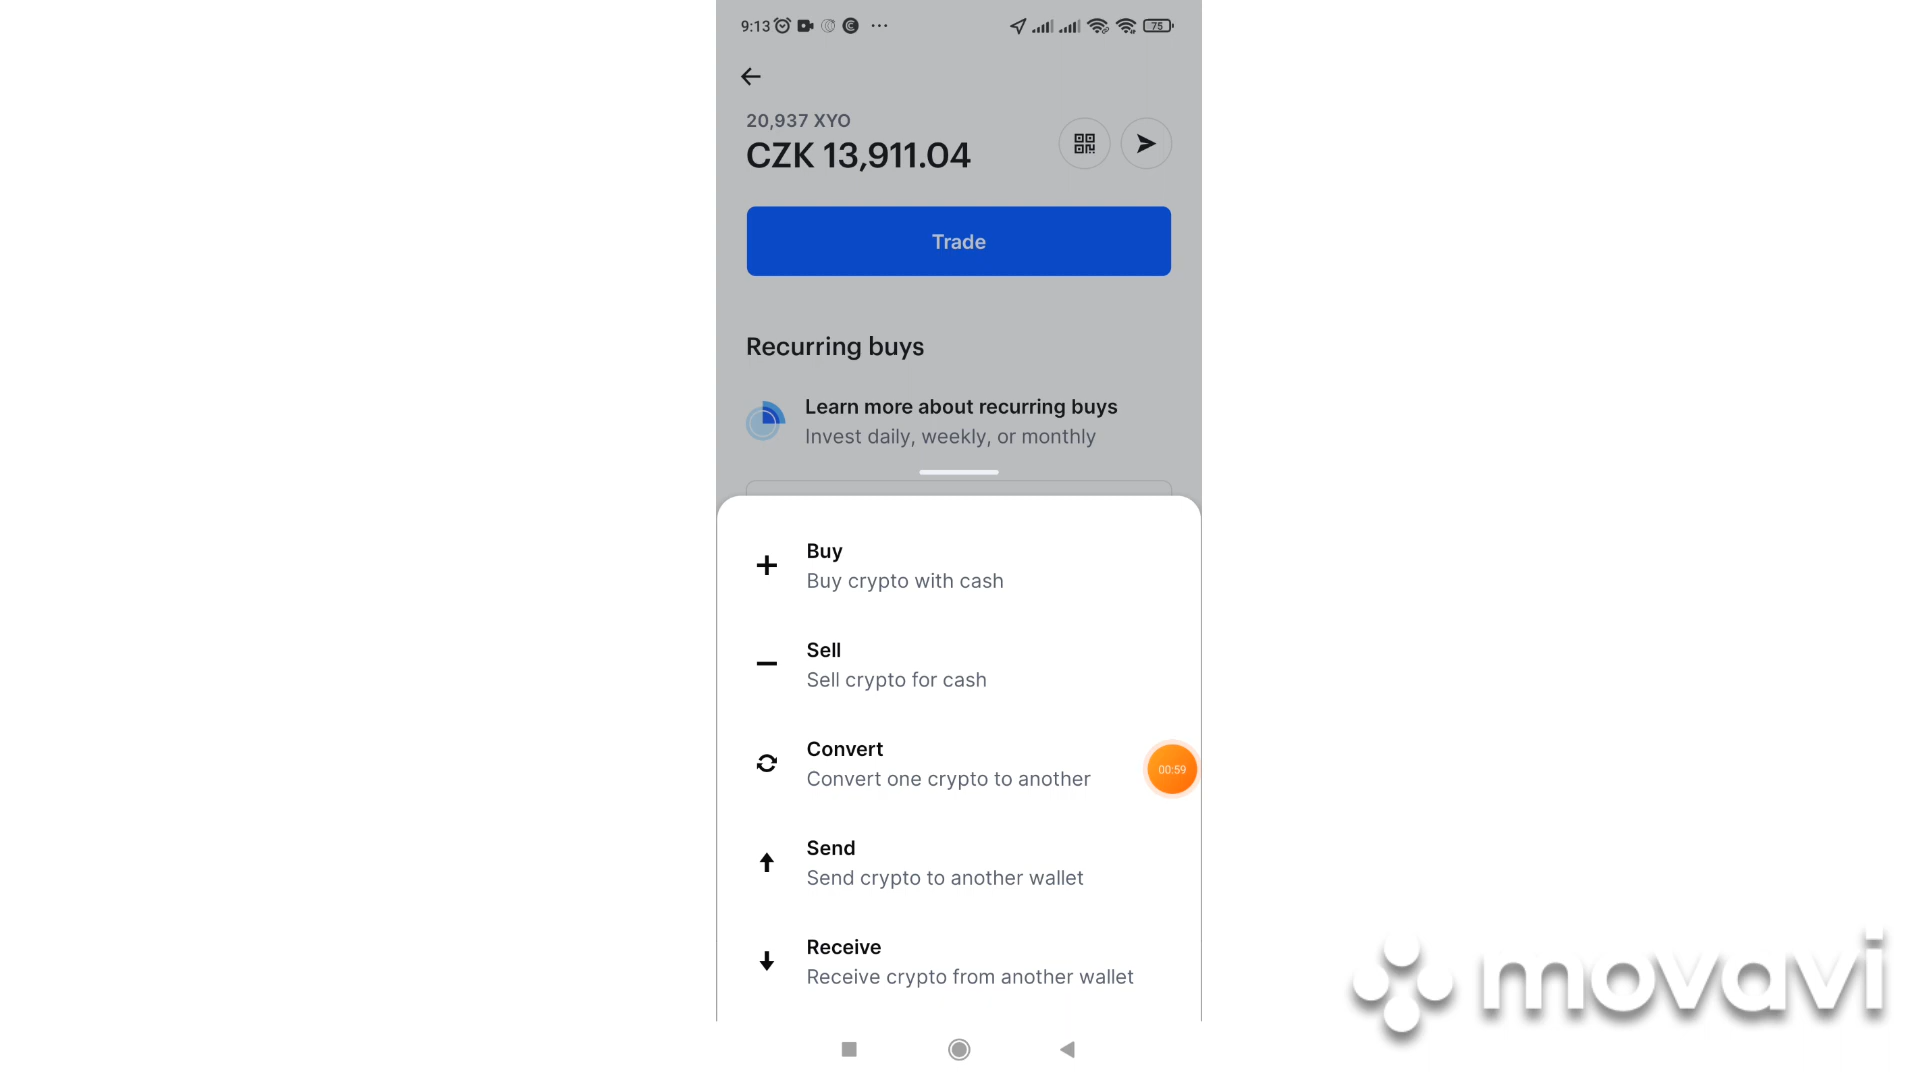 9:13
75
20,937 XYO
CZK 13,911.04
Trade
Recurring buys
Learn more about recurring buys
Invest daily, weekly, or monthly
Buy
Buy crypto with cash
Sell
Sell crypto for cash
Convert
Convert one crypto to another
00:59
Send
Send crypto to another wallet
Receive
Receive crypto from another wallet
movavi